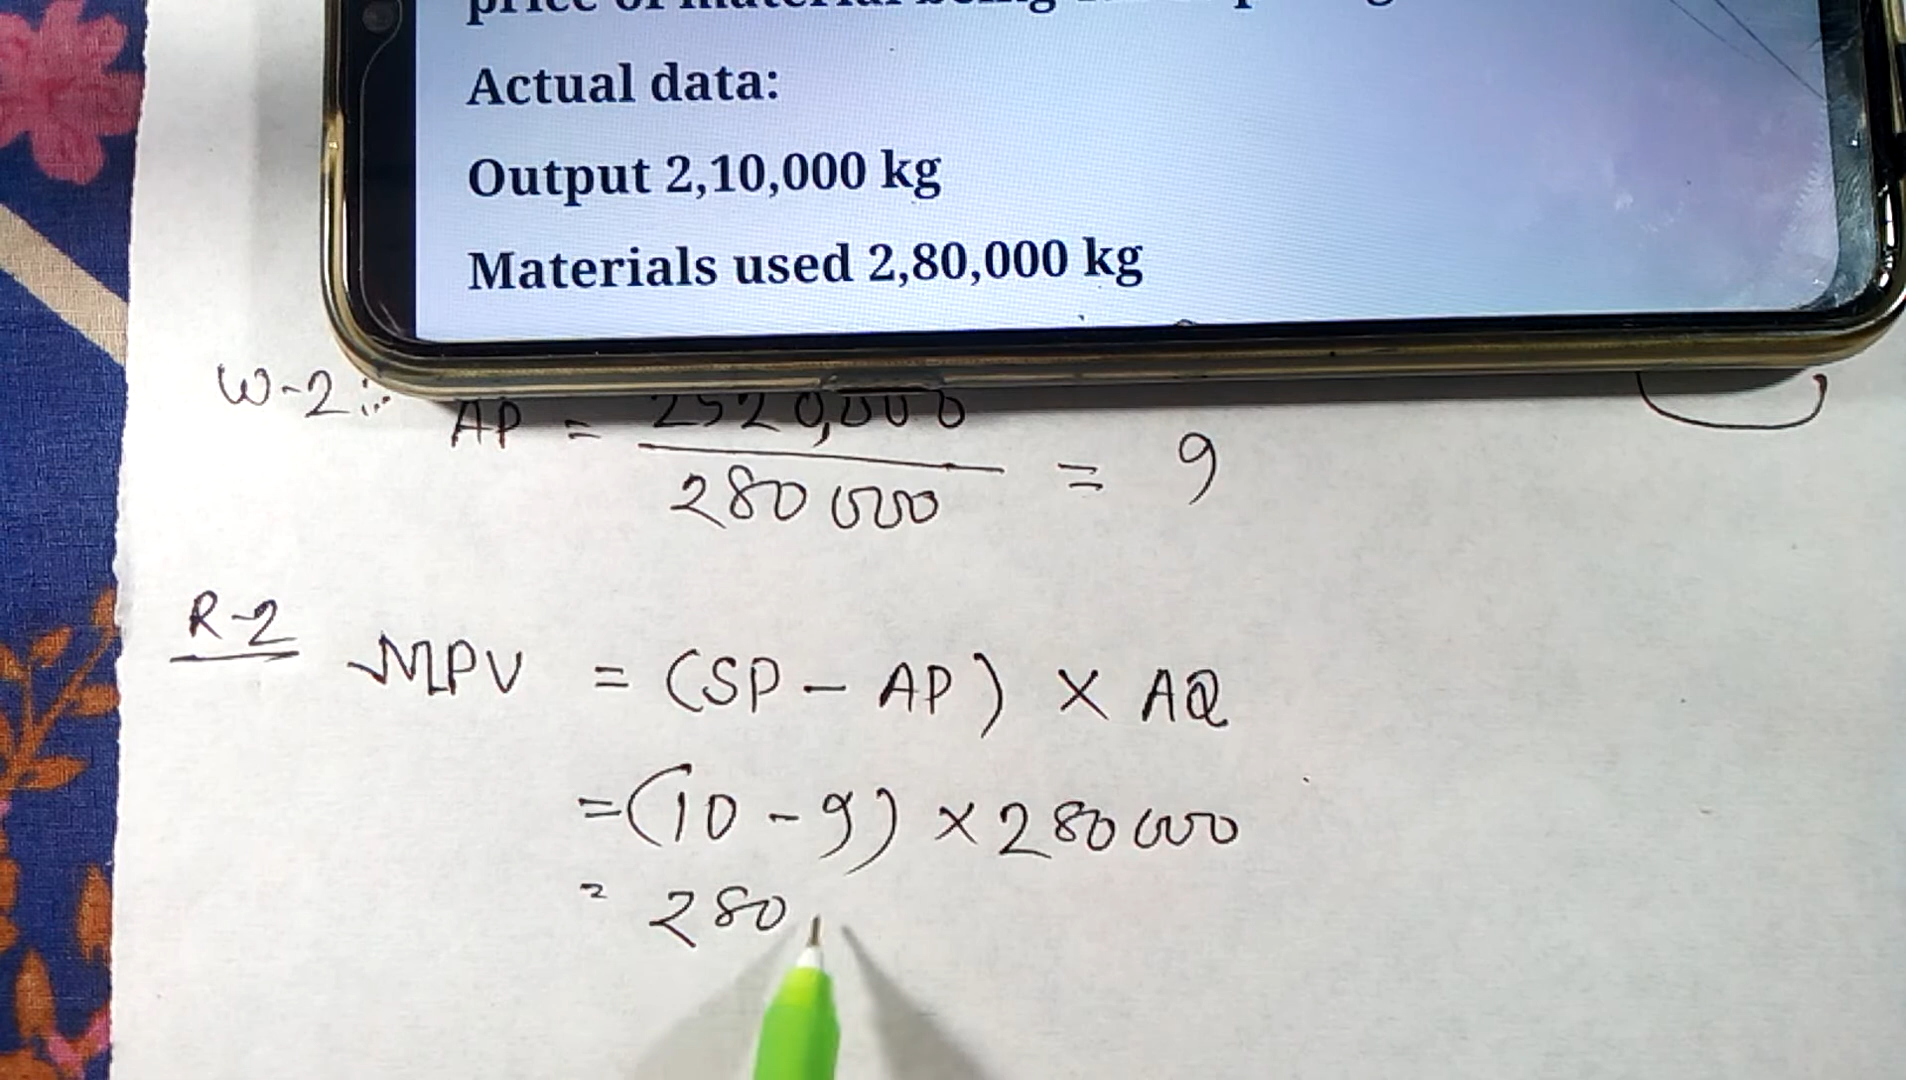 Actual data:
Output 2,10,000 kg
Materials used 2,80,000 kg
W-2:-
AP = 2520,000 / 280000 = 9
R-2
MPV = (SP - AP) X AQ
= (10 - 9) × 280000
= 280